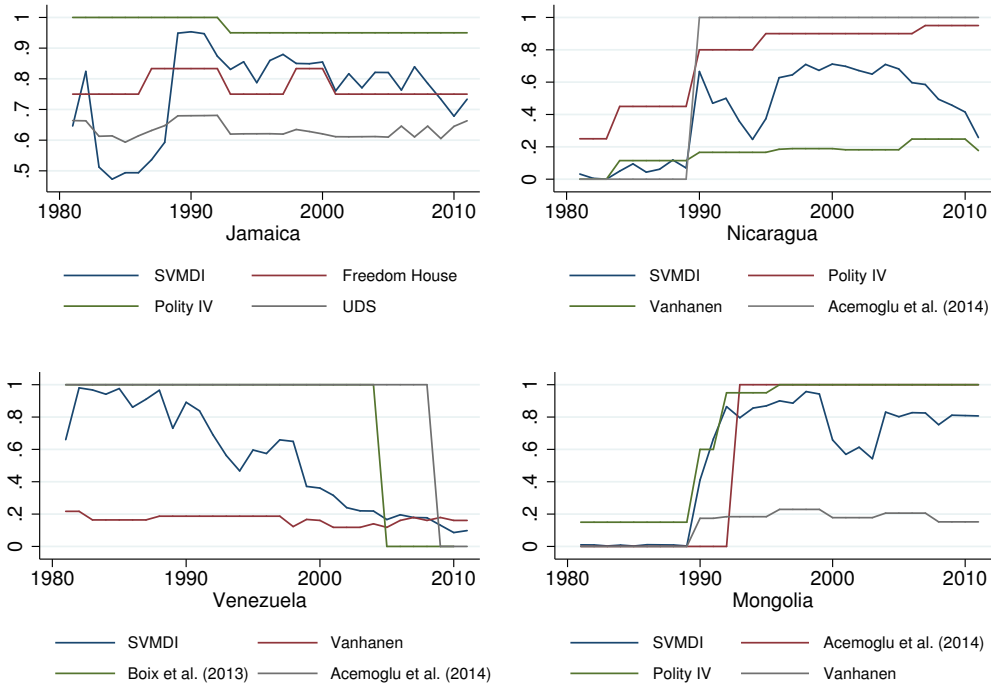 1
.9
.8
.7
.6
.5
1980 1990 2000 2010
Jamaica
SVMDI Freedom House
Polity IV UDS
1
.8
.6
.4
.2
0
1980 1990 2000 2010
Nicaragua
SVMDI Polity IV
Vanhanen Acemoglu et al. (2014)
1
.8
.6
.4
.2
0
1980 1990 2000 2010
Venezuela
SVMDI Vanhanen
Boix et al. (2013) Acemoglu et al. (2014)
1
.8
.6
.4
.2
0
1980 1990 2000 2010
Mongolia
SVMDI Acemoglu et al. (2014)
Polity IV Vanhanen